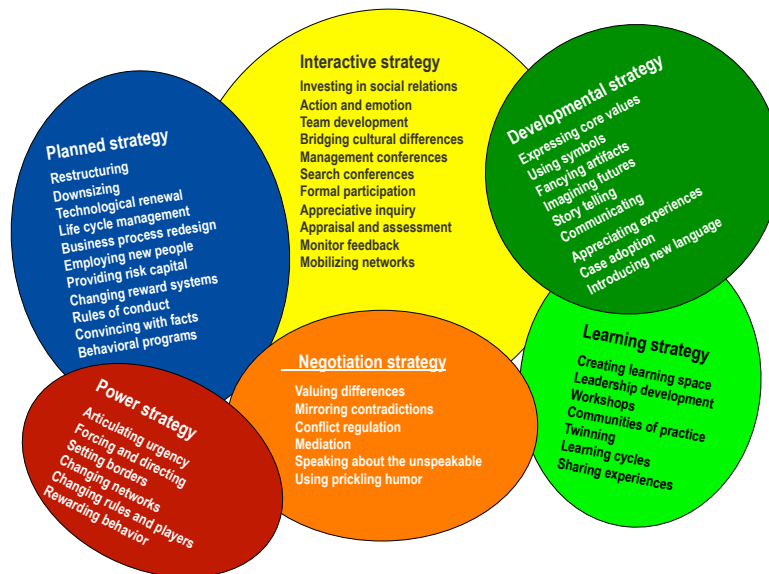 Planned strategy
Restructuring
Downsizing
Technological renewal
Life cycle management
Business process redesign
Employing new people
Providing risk capital
Changing reward systems
Rules of conduct
Convincing with facts
Behavioral programs
Interactive strategy
Investing in social relations
Action and emotion
Team development
Bridging cultural differences
Management conferences
Search conferences
Formal participation
Appreciative inquiry
Appraisal and assessment
Monitor feedback
Mobilizing networks
Developmental strategy
Expressing core values
Using symbols
Fancying artifacts
Imagining futures
Story telling
Communicating
Appreciating experiences
Case adoption
Introducing new language
Power strategy
Articulating urgency
Forcing and directing
Setting borders
Changing networks
Changing rules and players
Rewarding behavior
Negotiation strategy
Valuing differences
Mirroring contradictions
Conflict regulation
Mediation
Speaking about the unspeakable
Using prickling humor
Learning strategy
Creating learning space
Leadership development
Workshops
Communities of practice
Twinning
Learning cycles
Sharing experiences